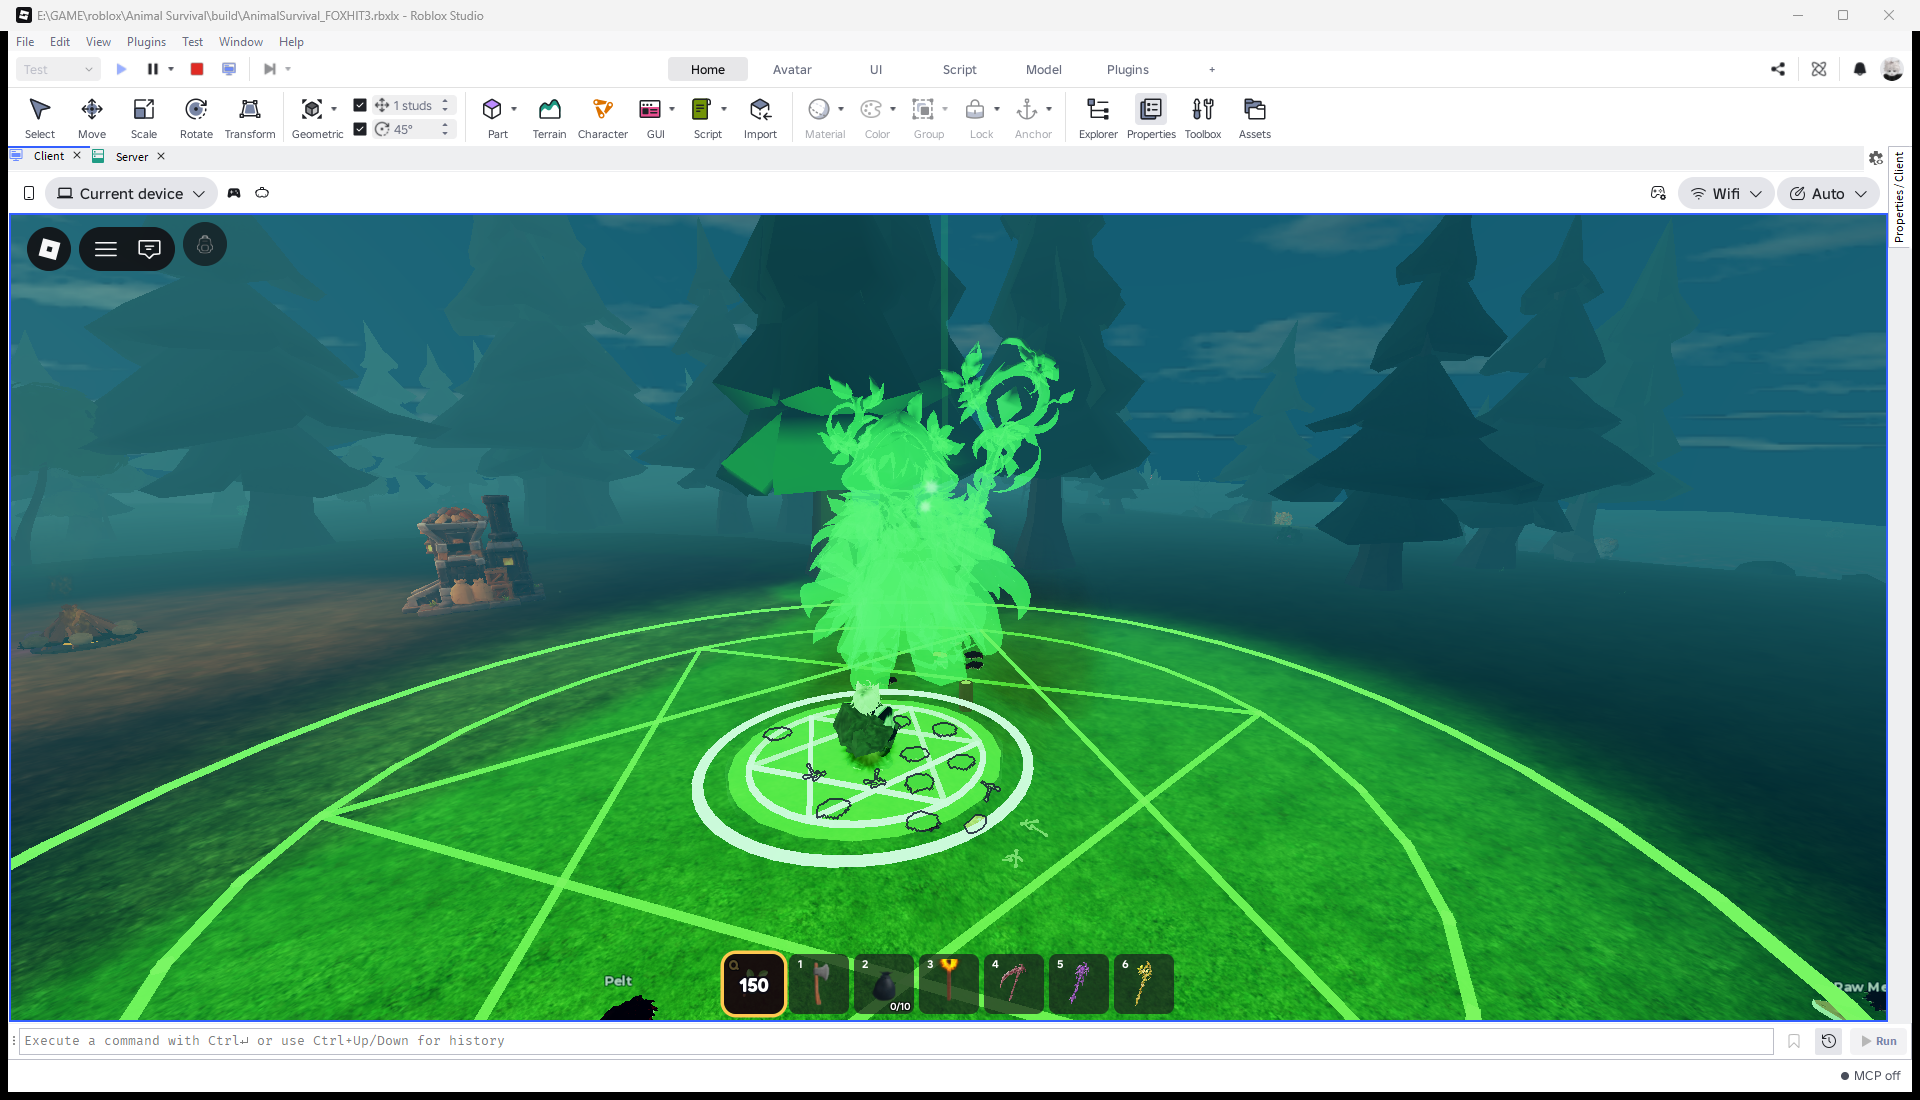 E:\GAME\roblox\Animal Survival\build\AnimalSurvival_FOXHIT3.rbxlx - Roblox Studio
File Edit View Plugins Test Window Help
Test
Home Avatar UI Script Model Plugins +
1 studs
45°
Select Move Scale Rotate Transform Geometric Part Terrain Character GUI Script Import Material Color Group Lock Anchor Explorer Properties Toolbox Assets
Client Server
Properties / Client
Current device
Wifi Auto
Pelt
Q 150
1
2 0/10
3
4
5
6
Raw Me
Execute a command with Ctrl↵ or use Ctrl+Up/Down for history
Run
MCP off